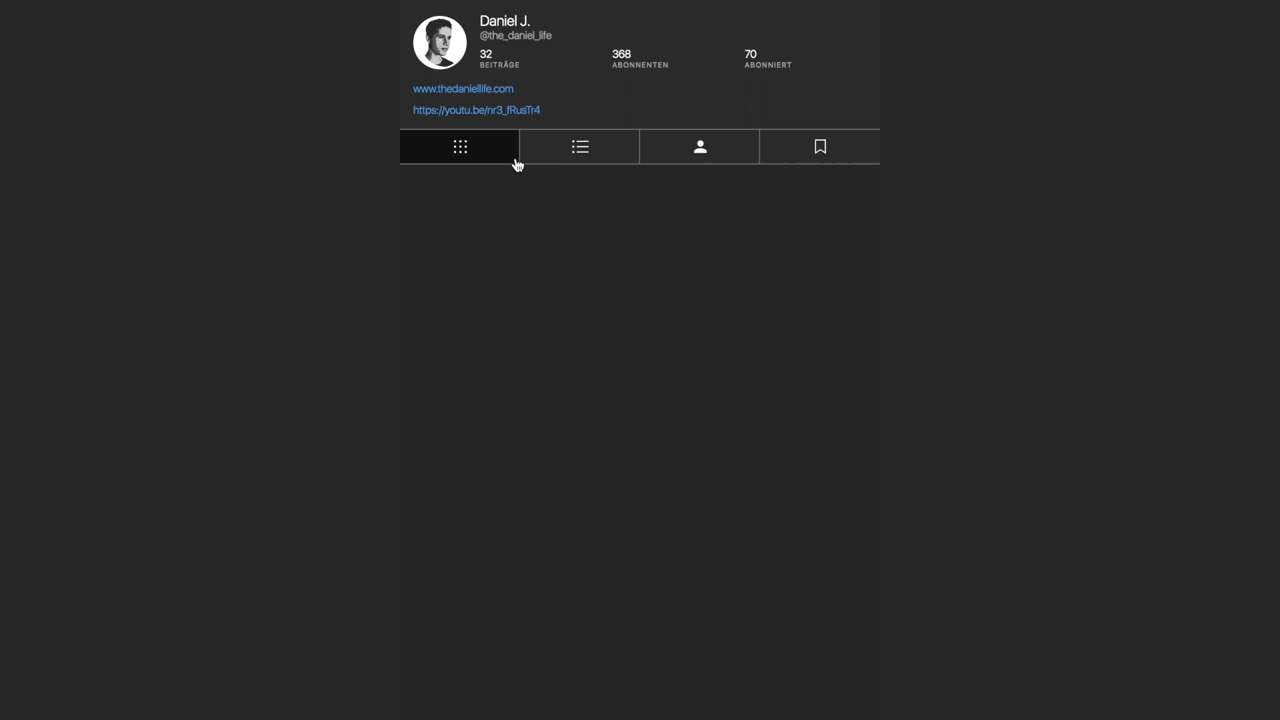 Daniel J.
@the_daniel_life
32 368 70
BEITRÄGE ABONNENTEN ABONNIERT
www.thedaniellife.com
https://youtu.be/nr3_fRusTr4